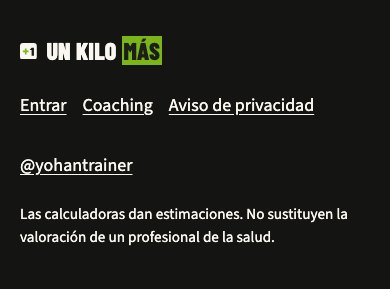 +1 UN KILO MÁS
Entrar Coaching Aviso de privacidad
@yohantrainer
Las calculadoras dan estimaciones. No sustituyen la
valoración de un profesional de la salud.